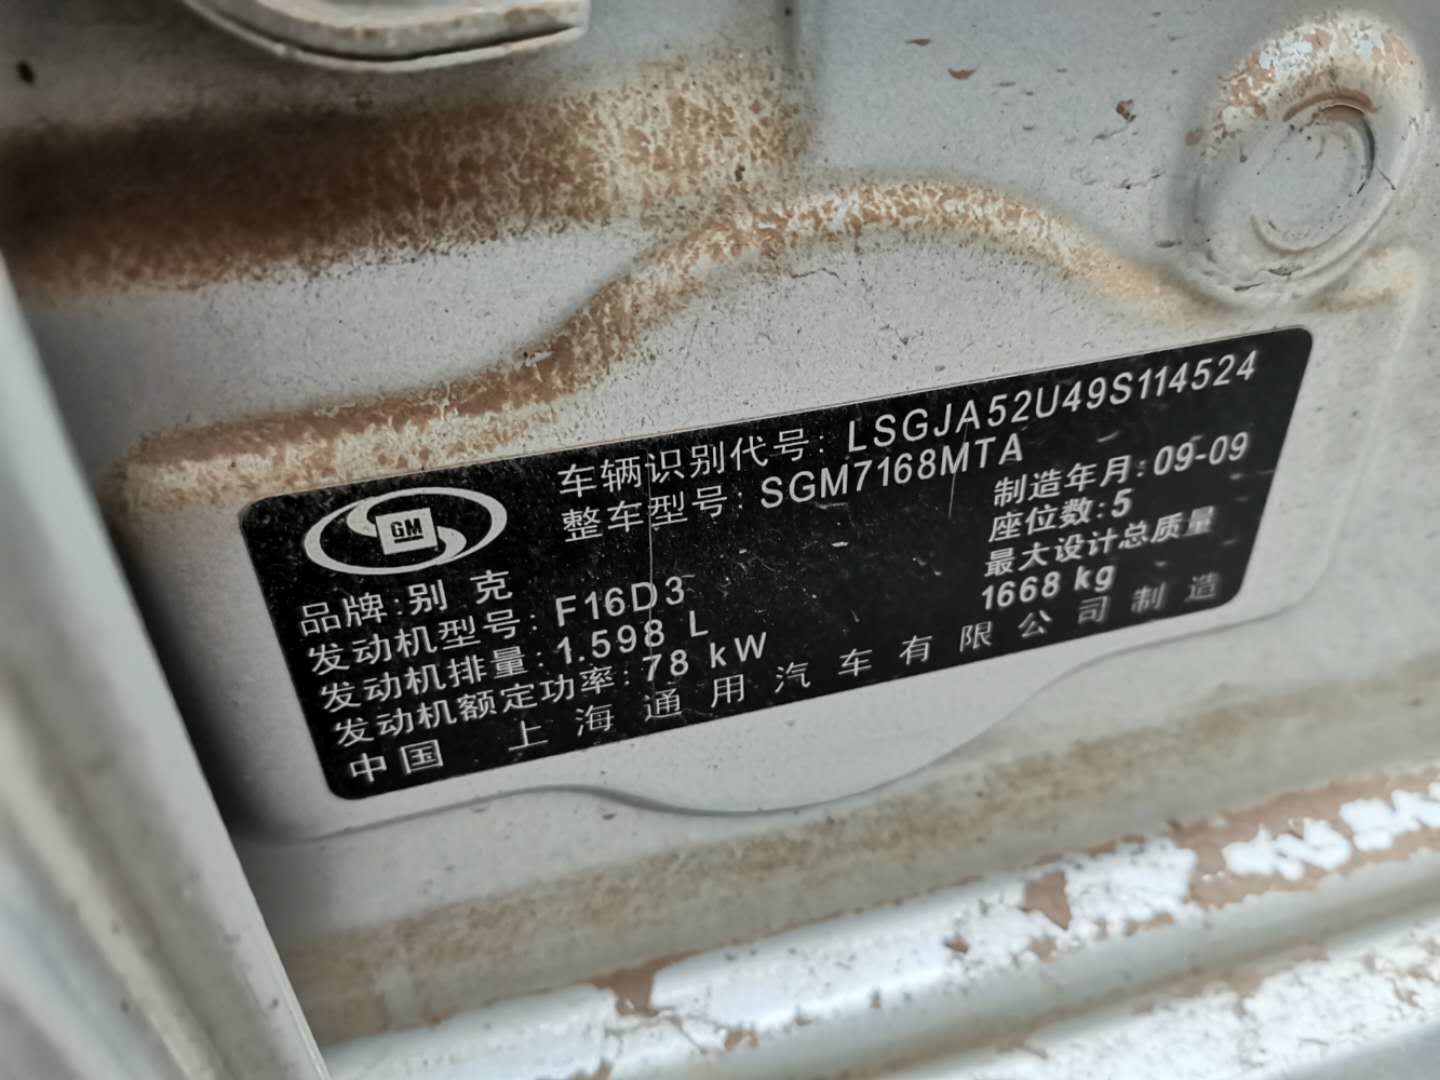 车辆识别代号: LSGJA52U49S114524
整车型号: SGM7168MTA
制造年月: 09-09
GM
品牌: 别克
座位数: 5
发动机型号: F16D3
最大设计总质量
1668 kg
发动机排量: 1.598 L
发动机额定功率: 78 kW
中国 上海通用汽车有限公司制造